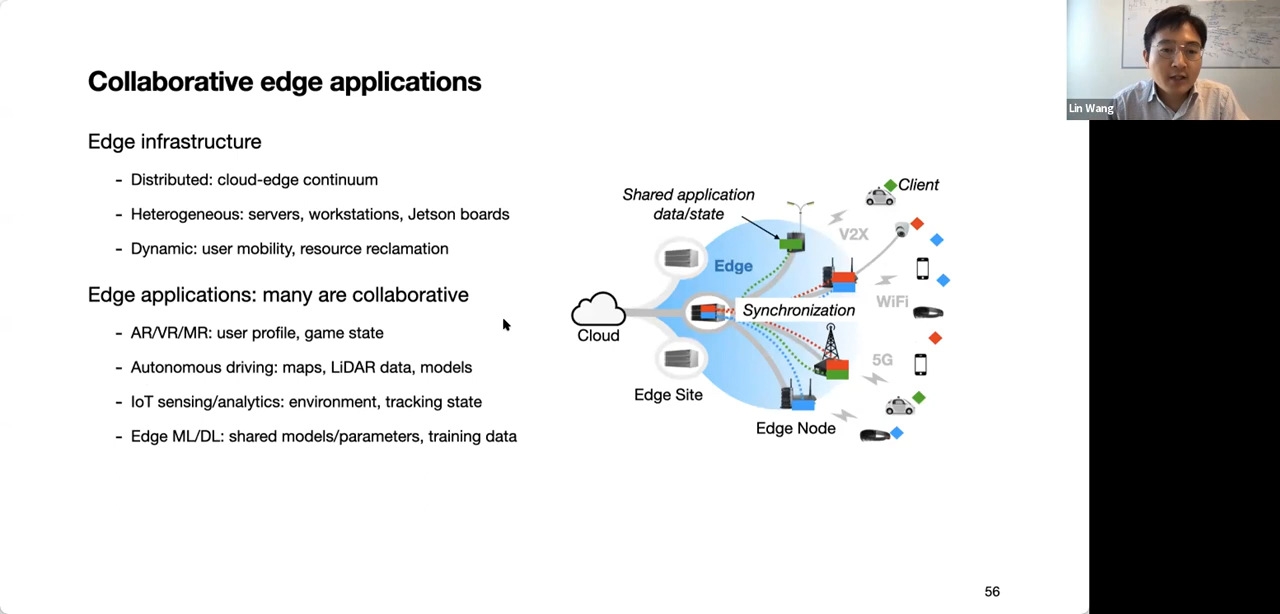 Collaborative edge applications
Edge infrastructure
- Distributed: cloud-edge continuum
- Heterogeneous: servers, workstations, Jetson boards
- Dynamic: user mobility, resource reclamation
Edge applications: many are collaborative
- AR/VR/MR: user profile, game state
- Autonomous driving: maps, LiDAR data, models
- IoT sensing/analytics: environment, tracking state
- Edge ML/DL: shared models/parameters, training data
Shared application
data/state
Client
V2X
Edge
WiFi
Synchronization
Cloud
5G
Edge Site
Edge Node
56
Lin Wang